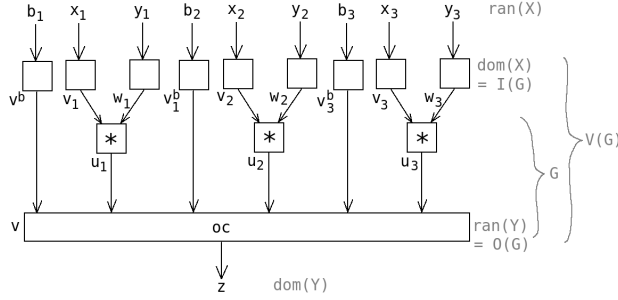 b1 x1 y1 b2 x2 y2 b3 x3 y3 ran(X)
dom(X)
= I(G)
v^b v1 w1 v1^b v2 w2 v3^b v3 w3
* * *
V(G)
u1 u2 u3
G
v oc ran(Y)
= O(G)
z dom(Y)